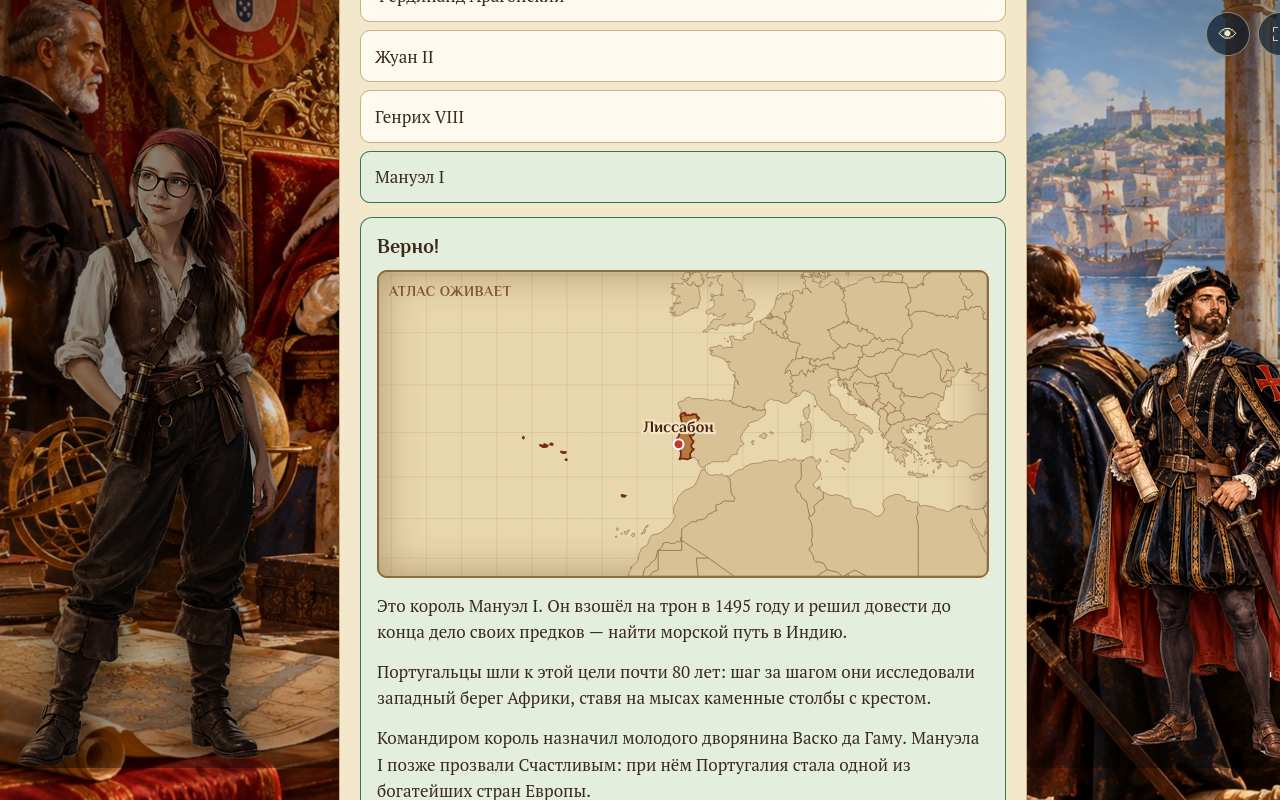 Фердинанд Арагонский
Жуан II
Генрих VIII
Мануэл I
Верно!
АТЛАС ОЖИВАЕТ
Лиссабон
Это король Мануэл I. Он взошёл на трон в 1495 году и решил довести до
конца дело своих предков — найти морской путь в Индию.
Португальцы шли к этой цели почти 80 лет: шаг за шагом они исследовали
западный берег Африки, ставя на мысах каменные столбы с крестом.
Командиром король назначил молодого дворянина Васко да Гаму. Мануэла
I позже прозвали Счастливым: при нём Португалия стала одной из
богатейших стран Европы.